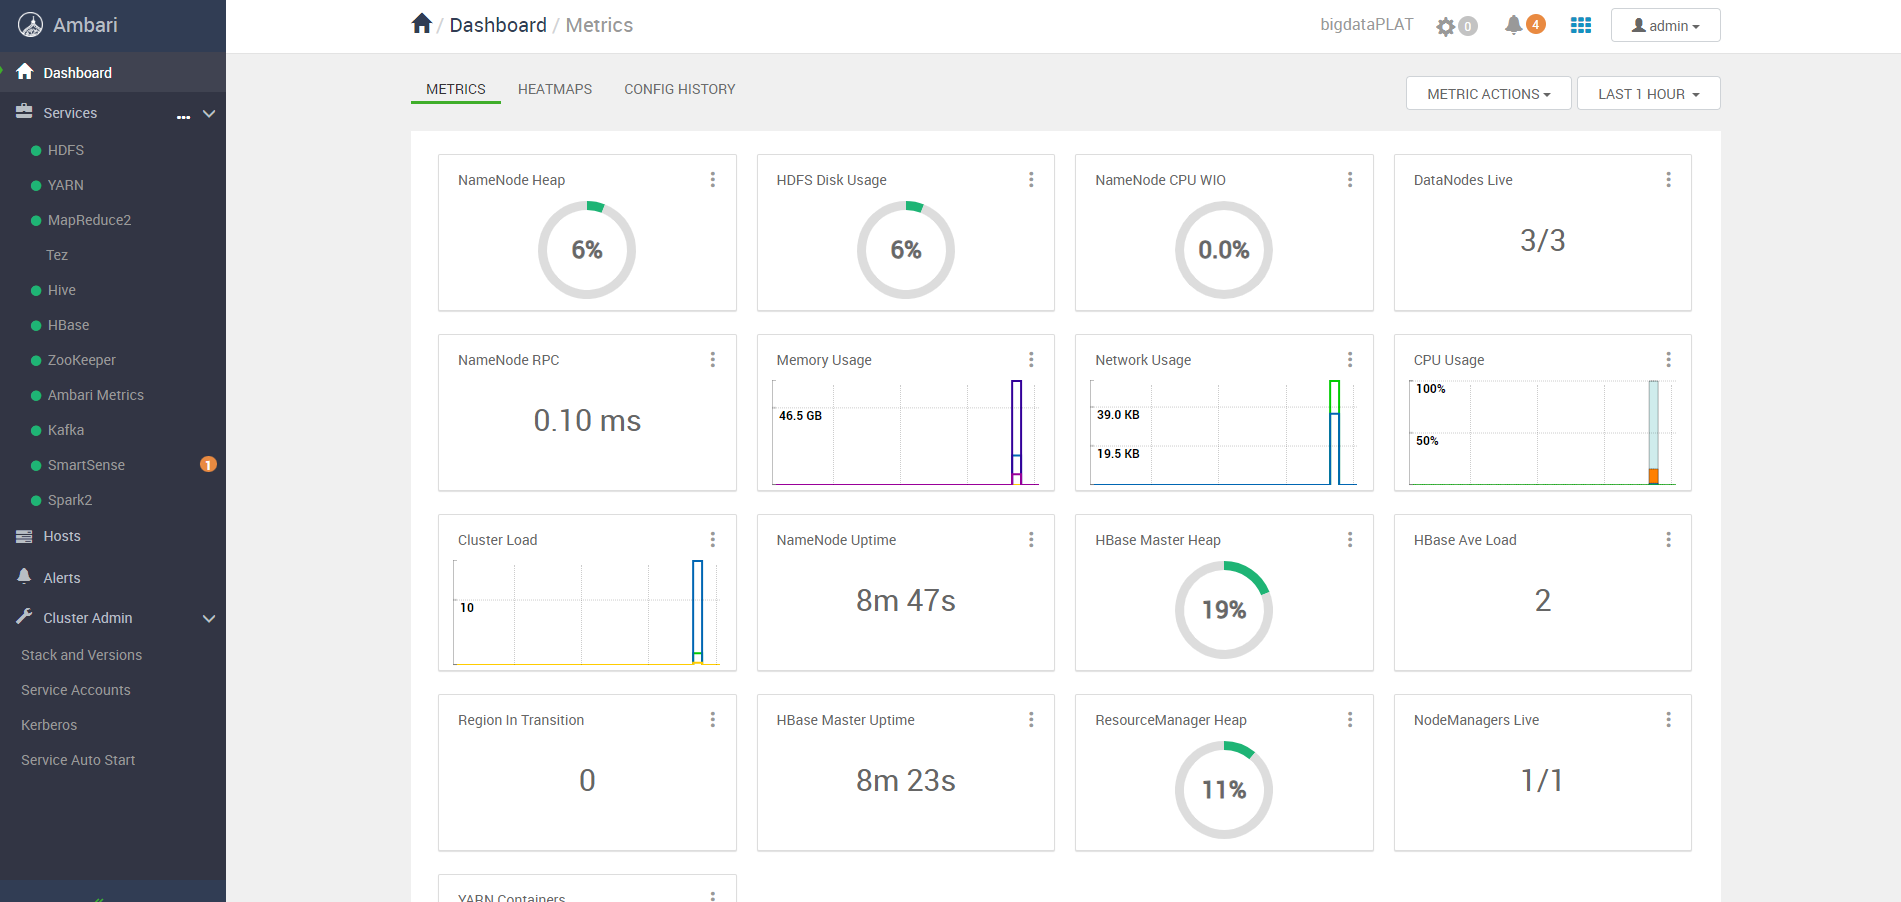 Ambari
/ Dashboard / Metrics
bigdataPLAT
0
4
admin
Dashboard
Services
...
HDFS
YARN
MapReduce2
Tez
Hive
HBase
ZooKeeper
Ambari Metrics
Kafka
SmartSense
1
Spark2
Hosts
Alerts
Cluster Admin
Stack and Versions
Service Accounts
Kerberos
Service Auto Start
METRICS
HEATMAPS
CONFIG HISTORY
METRIC ACTIONS
LAST 1 HOUR
NameNode Heap
6%
HDFS Disk Usage
6%
NameNode CPU WIO
0.0%
DataNodes Live
3/3
NameNode RPC
0.10 ms
Memory Usage
46.5 GB
Network Usage
39.0 KB
19.5 KB
CPU Usage
100%
50%
Cluster Load
10
NameNode Uptime
8m 47s
HBase Master Heap
19%
HBase Ave Load
2
Region In Transition
0
HBase Master Uptime
8m 23s
ResourceManager Heap
11%
NodeManagers Live
1/1
YARN Containers